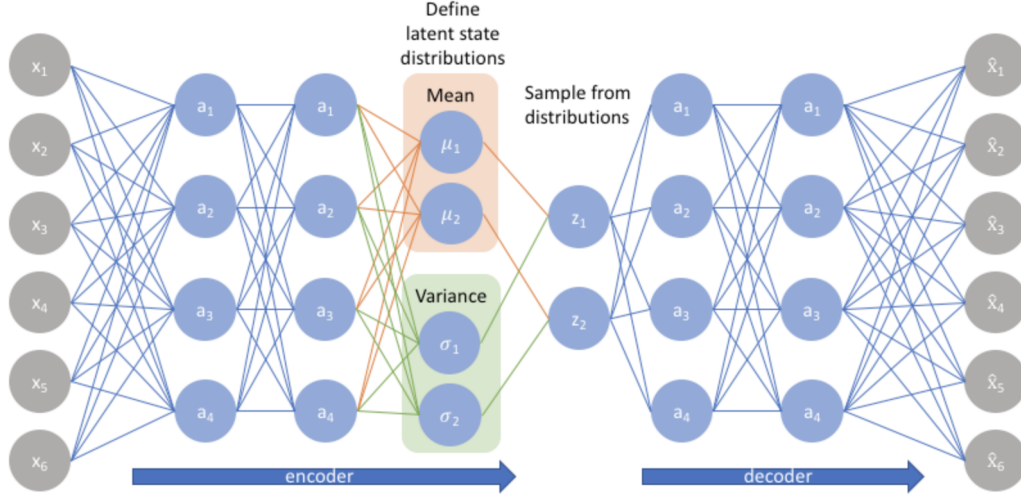 Define
latent state
distributions
Mean
μ₁
μ₂
Variance
σ₁
σ₂
Sample from
distributions
x₁
x₂
x₃
x₄
x₅
x₆
a₁
a₂
a₃
a₄
a₁
a₂
a₃
a₄
z₁
z₂
a₁
a₂
a₃
a₄
a₁
a₂
a₃
a₄
x̂₁
x̂₂
x̂₃
x̂₄
x̂₅
x̂₆
encoder
decoder